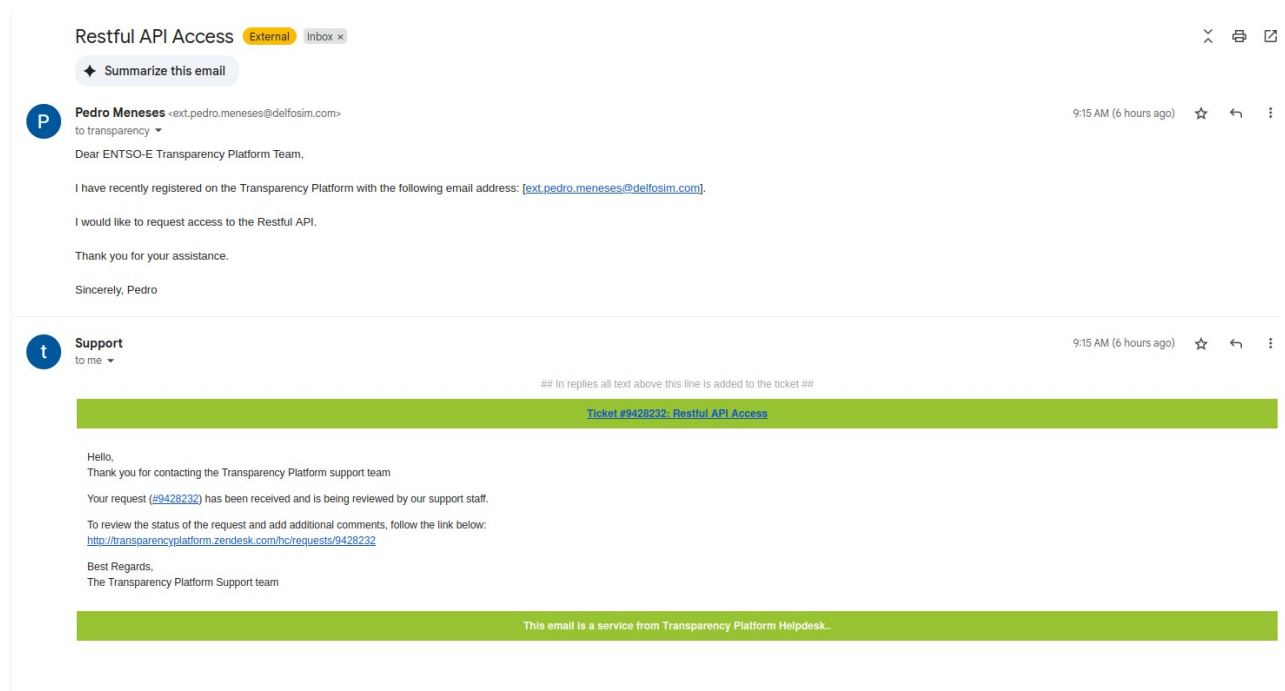 Restful API Access External Inbox ×
Summarize this email
P
Pedro Meneses <ext.pedro.meneses@delfosim.com>
9:15 AM (6 hours ago)
to transparency
Dear ENTSO-E Transparency Platform Team,
I have recently registered on the Transparency Platform with the following email address: [ext.pedro.meneses@delfosim.com].
I would like to request access to the Restful API.
Thank you for your assistance.
Sincerely, Pedro
t
Support
9:15 AM (6 hours ago)
to me
## In replies all text above this line is added to the ticket ##
Ticket #9428232: Restful API Access
Hello,
Thank you for contacting the Transparency Platform support team
Your request (#9428232) has been received and is being reviewed by our support staff.
To review the status of the request and add additional comments, follow the link below:
http://transparencyplatform.zendesk.com/hc/requests/9428232
Best Regards,
The Transparency Platform Support team
This email is a service from Transparency Platform Helpdesk..